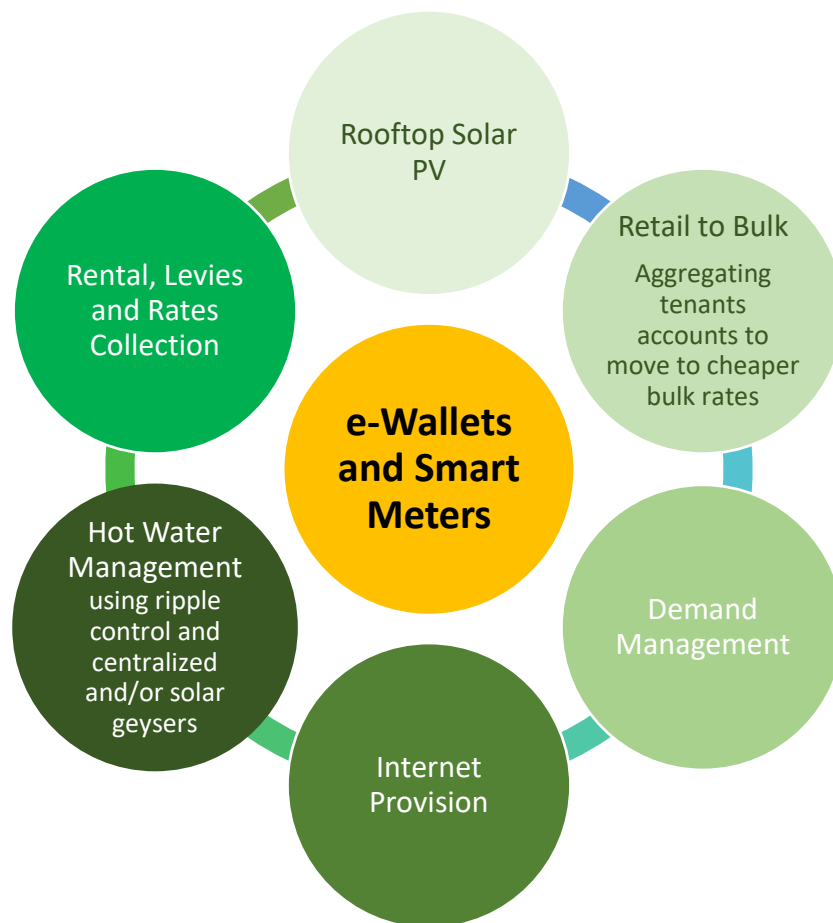 Rooftop Solar
PV
Retail to Bulk
Aggregating
tenants
accounts to
move to cheaper
bulk rates
Demand
Management
Internet
Provision
Hot Water
Management
using ripple
control and
centralized
and/or solar
geysers
Rental, Levies
and Rates
Collection
e-Wallets
and Smart
Meters